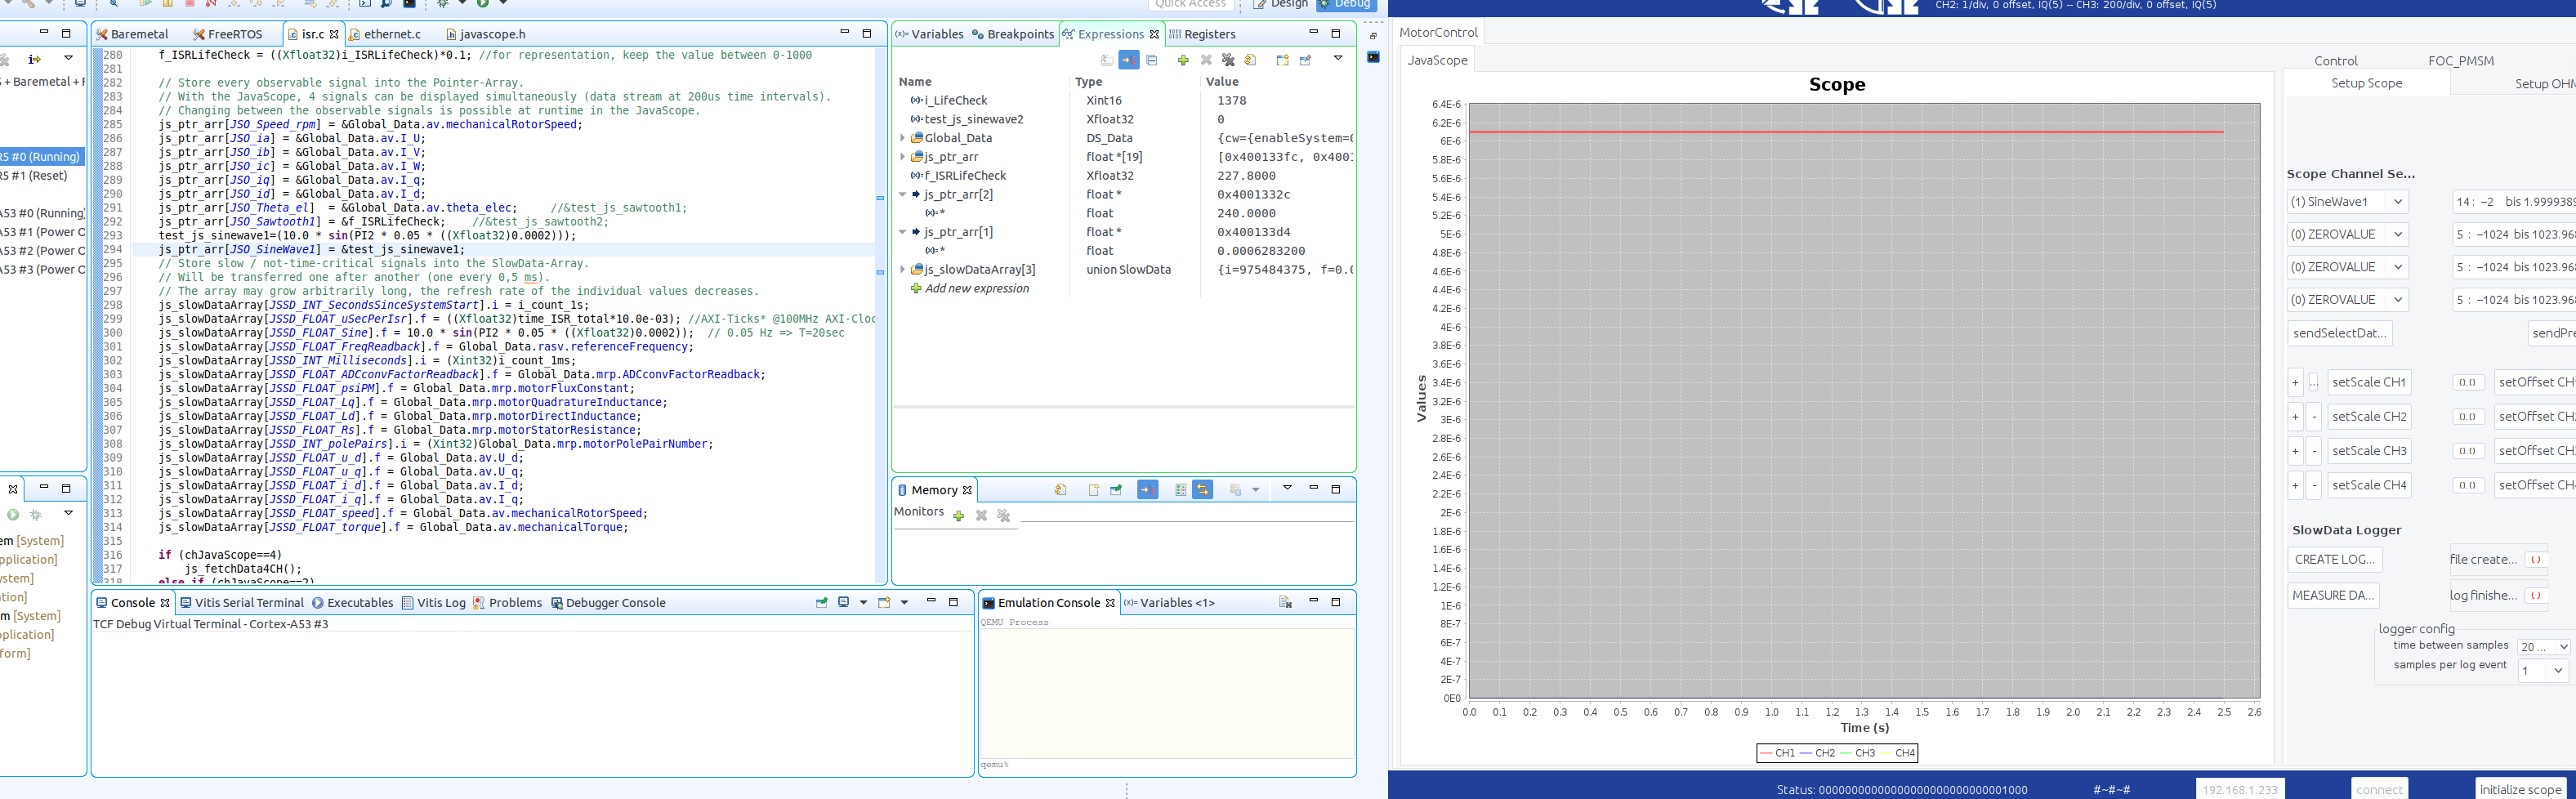 Quick Access
Design
Debug
Baremetal
FreeRTOS
isr.c
ethernet.c
javascope.h
280 f_ISRLifeCheck = ((Xfloat32)i_ISRLifeCheck)*0.1; //for representation, keep the value between 0-1000
281
282 // Store every observable signal into the Pointer-Array.
283 // With the JavaScope, 4 signals can be displayed simultaneously (data stream at 200us time intervals).
284 // Changing between the observable signals is possible at runtime in the JavaScope.
285 js_ptr_arr[JSO_Speed_rpm] = &Global_Data.av.mechanicalRotorSpeed;
286 js_ptr_arr[JSO_ia] = &Global_Data.av.I_U;
287 js_ptr_arr[JSO_ib] = &Global_Data.av.I_V;
288 js_ptr_arr[JSO_ic] = &Global_Data.av.I_W;
289 js_ptr_arr[JSO_iq] = &Global_Data.av.I_q;
290 js_ptr_arr[JSO_id] = &Global_Data.av.I_d;
291 js_ptr_arr[JSO_Theta_el] = &Global_Data.av.theta_elec; //&test_js_sawtooth1;
292 js_ptr_arr[JSO_Sawtooth1] = &f_ISRLifeCheck; //&test_js_sawtooth2;
293 test_js_sinewave1=(10.0 * sin(PI2 * 0.05 * ((Xfloat32)0.0002)));
294 js_ptr_arr[JSO_SineWave1] = &test_js_sinewave1;
295 // Store slow / not-time-critical signals into the SlowData-Array.
296 // Will be transferred one after another (one every 0,5 ms).
297 // The array may grow arbitrarily long, the refresh rate of the individual values decreases.
298 js_slowDataArray[JSSD_INT_SecondsSinceSystemStart].i = i_count_1s;
299 js_slowDataArray[JSSD_FLOAT_uSecPerIsr].f = ((Xfloat32)time_ISR_total*10.0e-03); //AXI-Ticks* @100MHz AXI-Cloc
300 js_slowDataArray[JSSD_FLOAT_Sine].f = 10.0 * sin(PI2 * 0.05 * ((Xfloat32)0.0002)); // 0.05 Hz => T=20sec
301 js_slowDataArray[JSSD_FLOAT_FreqReadback].f = Global_Data.rasv.referenceFrequency;
302 js_slowDataArray[JSSD_INT_Milliseconds].i = (Xint32)i_count_1ms;
303 js_slowDataArray[JSSD_FLOAT_ADCconvFactorReadback].f = Global_Data.mrp.ADCconvFactorReadback;
304 js_slowDataArray[JSSD_FLOAT_psiPM].f = Global_Data.mrp.motorFluxConstant;
305 js_slowDataArray[JSSD_FLOAT_Lq].f = Global_Data.mrp.motorQuadratureInductance;
306 js_slowDataArray[JSSD_FLOAT_Ld].f = Global_Data.mrp.motorDirectInductance;
307 js_slowDataArray[JSSD_FLOAT_Rs].f = Global_Data.mrp.motorStatorResistance;
308 js_slowDataArray[JSSD_INT_polePairs].i = (Xint32)Global_Data.mrp.motorPolePairNumber;
309 js_slowDataArray[JSSD_FLOAT_u_d].f = Global_Data.av.U_d;
310 js_slowDataArray[JSSD_FLOAT_u_q].f = Global_Data.av.U_q;
311 js_slowDataArray[JSSD_FLOAT_i_d].f = Global_Data.av.I_d;
312 js_slowDataArray[JSSD_FLOAT_i_q].f = Global_Data.av.I_q;
313 js_slowDataArray[JSSD_FLOAT_speed].f = Global_Data.av.mechanicalRotorSpeed;
314 js_slowDataArray[JSSD_FLOAT_torque].f = Global_Data.av.mechanicalTorque;
315
316 if (chJavaScope==4)
317 js_fetchData4CH();
318 else if (chJavaScope==2)
+ Baremetal + F
R5 #0 (Running)
R5 #1 (Reset)
A53 #0 (Running,
A53 #1 (Power O
A53 #2 (Power O
A53 #3 (Power O
em [System]
pplication]
ystem]
ation]
m [System]
pplication]
form]
Variables
Breakpoints
Expressions
Registers
Name Type Value
i_LifeCheck Xint16 1378
test_js_sinewave2 Xfloat32 0
Global_Data DS_Data {cw={enableSystem=0
js_ptr_arr float *[19] [0x400133fc, 0x4001
f_ISRLifeCheck Xfloat32 227.8000
js_ptr_arr[2] float * 0x4001332c
* float 240.0000
js_ptr_arr[1] float * 0x400133d4
* float 0.0006283200
js_slowDataArray[3] union SlowData {i=975484375, f=0.0
Add new expression
Memory
Monitors
Console
Vitis Serial Terminal
Executables
Vitis Log
Problems
Debugger Console
TCF Debug Virtual Terminal - Cortex-A53 #3
Emulation Console
Variables <1>
QEMU Process
qemu%
CH2: 1/div, 0 offset, IQ(5) -- CH3: 200/div, 0 offset, IQ(5)
MotorControl
JavaScope
Scope
6.4E-6
6.2E-6
6E-6
5.8E-6
5.6E-6
5.4E-6
5.2E-6
5E-6
4.8E-6
4.6E-6
4.4E-6
4.2E-6
4E-6
3.8E-6
3.6E-6
3.4E-6
3.2E-6
3E-6
2.8E-6
2.6E-6
2.4E-6
2.2E-6
2E-6
1.8E-6
1.6E-6
1.4E-6
1.2E-6
1E-6
8E-7
6E-7
4E-7
2E-7
0E0
Values
0.0 0.1 0.2 0.3 0.4 0.5 0.6 0.7 0.8 0.9 1.0 1.1 1.2 1.3 1.4 1.5 1.6 1.7 1.8 1.9 2.0 2.1 2.2 2.3 2.4 2.5 2.6
Time (s)
CH1 CH2 CH3 CH4
Control
FOC_PMSM
Setup Scope
Setup OHM
Scope Channel Se...
(1) SineWave1 14 : -2 bis 1.9999389
(0) ZEROVALUE 5 : -1024 bis 1023.968
(0) ZEROVALUE 5 : -1024 bis 1023.968
(0) ZEROVALUE 5 : -1024 bis 1023.968
sendSelectDat...
sendPre
+ ... setScale CH1 setOffset CH
+ - setScale CH2 setOffset CH
+ - setScale CH3 setOffset CH
+ - setScale CH4 setOffset CH
SlowData Logger
CREATE LOG... file create... ()
MEASURE DA... log finishe... ()
logger config
time between samples 20 ...
samples per log event 1
Status: 00000000000000000000000000001000
#~#~#
192.168.1.233
connect
initialize scope